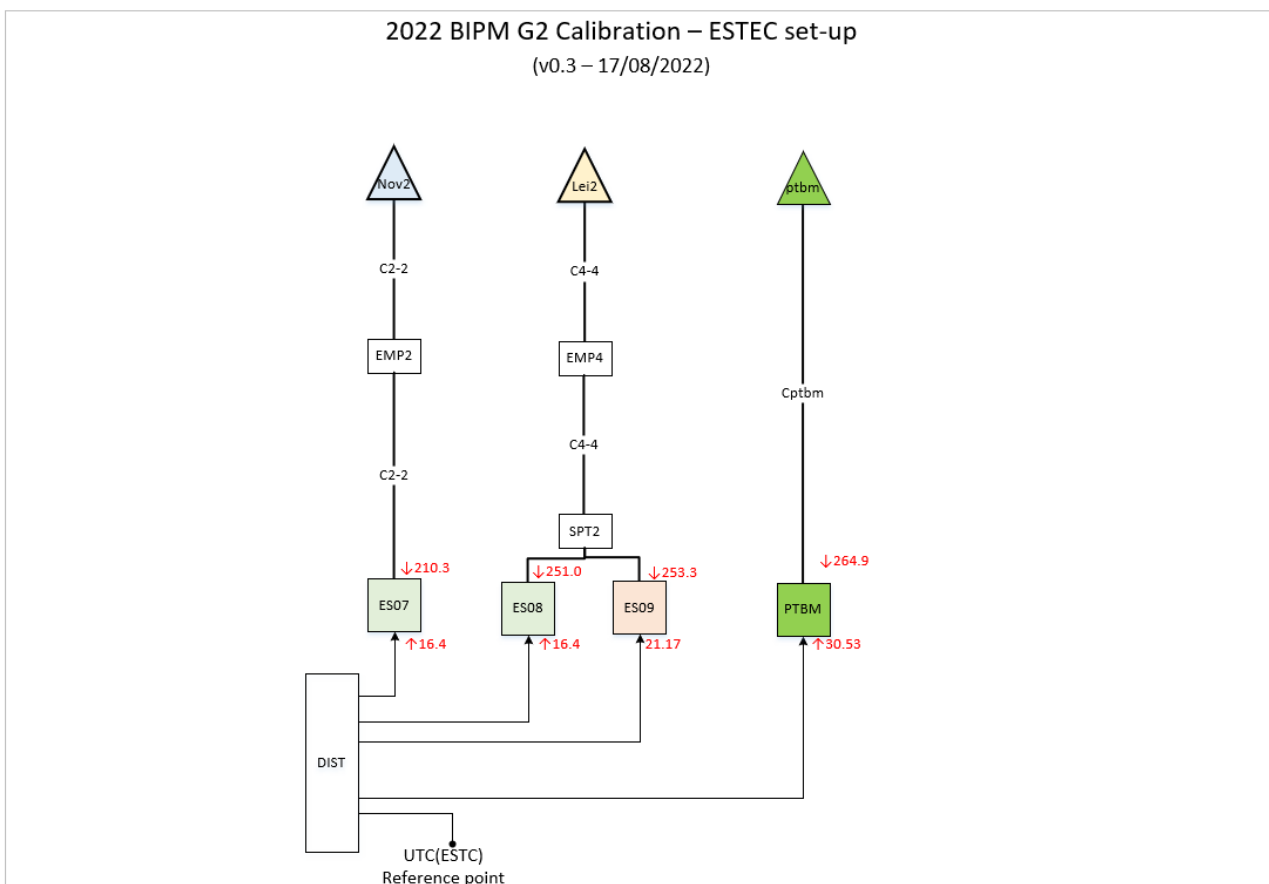 2022 BIPM G2 Calibration – ESTEC set-up
(v0.3 – 17/08/2022)
Nov2
Lei2
ptbm
C2-2
C4-4
EMP2
EMP4
Cptbm
C4-4
C2-2
SPT2
↓210.3
↓251.0
↓253.3
↓264.9
ES07
ES08
ES09
PTBM
↑16.4
↑16.4
21.17
↑30.53
DIST
UTC(ESTC)
Reference point